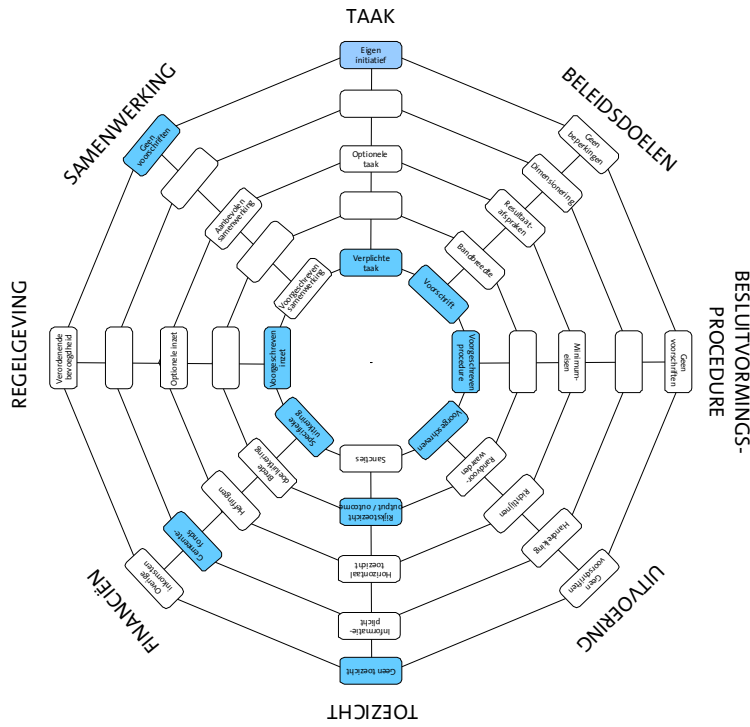 TAAK
Eigen
initiatief
Optionele
taak
Verplichte
taak
BELEIDSDOELEN
Geen
beperkingen
Dimensionering
Resultaat-
afspraken
Bandbreedte
Voorschrift
BESLUITVORMINGS-
PROCEDURE
Geen
voorschriften
Minimum-
eisen
Voorgeschreven
procedure
UITVOERING
Geen
voorschriften
Handreiking
Richtlijnen
Randvoor-
waarden
Voorgeschreven
TOEZICHT
Geen toezicht
Informatie-
plicht
Horizontaal
toezicht
Rijkstoezicht
output / outcome
Sancties
FINANCIËN
Overige
inkomsten
Gemeente-
fonds
Heffingen
Brede
doeluitkering
Specifieke
uitkering
REGELGEVING
Verordenende
bevoegdheid
Optionele inzet
Voorgeschreven
inzet
SAMENWERKING
Geen
voorschriften
Aanbevolen
samenwerking
Voorgeschreven
samenwerking
-